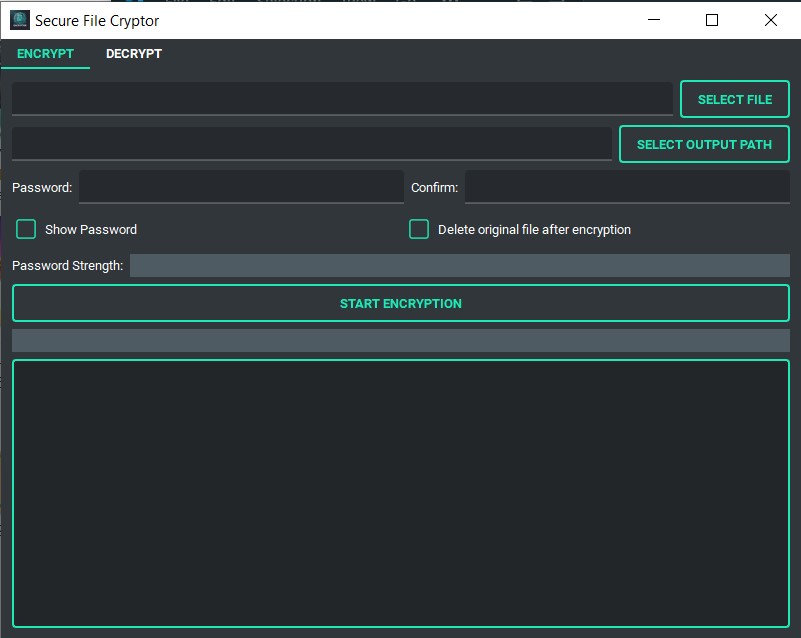 Secure File Cryptor
ENCRYPT DECRYPT
SELECT FILE
SELECT OUTPUT PATH
Password: Confirm:
Show Password Delete original file after encryption
Password Strength:
START ENCRYPTION